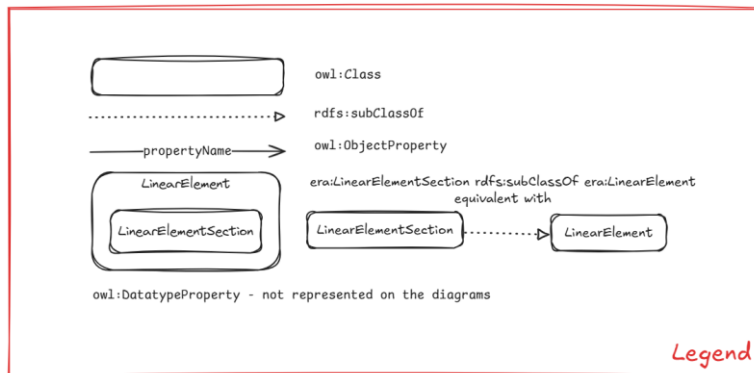 owl:Class
rdfs:subClassOf
propertyName
owl:ObjectProperty
LinearElement
LinearElementSection
era:LinearElementSection rdfs:subClassOf era:LinearElement
equivalent with
LinearElementSection
LinearElement
owl:DatatypeProperty - not represented on the diagrams
Legend